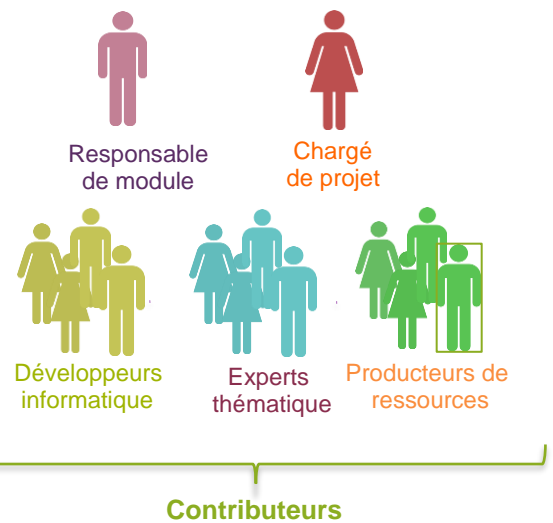 Responsable
de module
Chargé
de projet
Développeurs
informatique
Experts
thématique
Producteurs de
ressources
Contributeurs